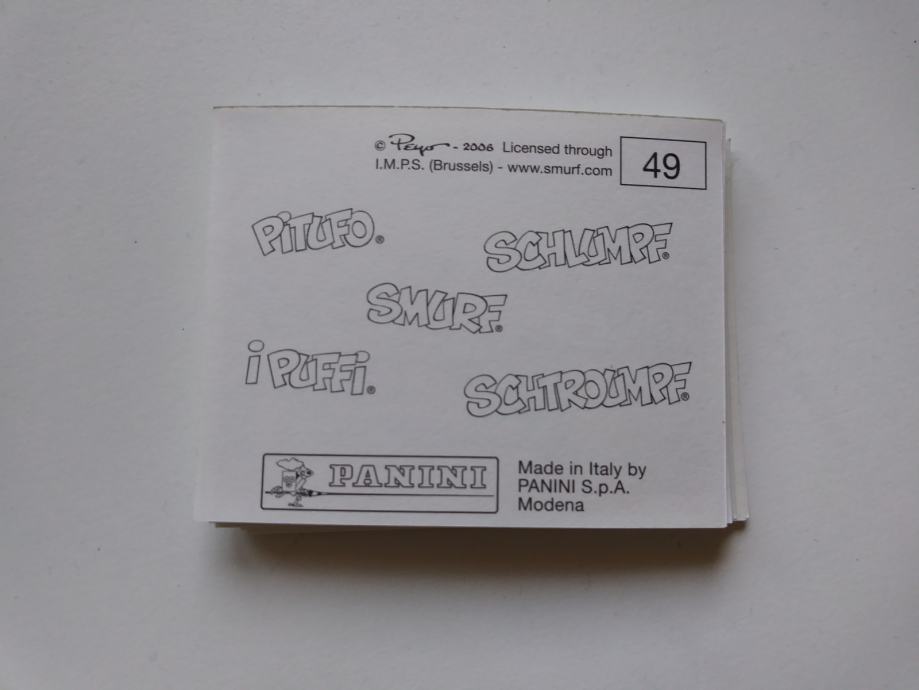 © Peyo - 2006 Licensed through
I.M.P.S. (Brussels) - www.smurf.com
49
PiTUFO®
SCHLUMPF®
SMURF®
i PUFFi®
SCHTROUMPF®
PANINI
Made in Italy by
PANINI S.p.A.
Modena